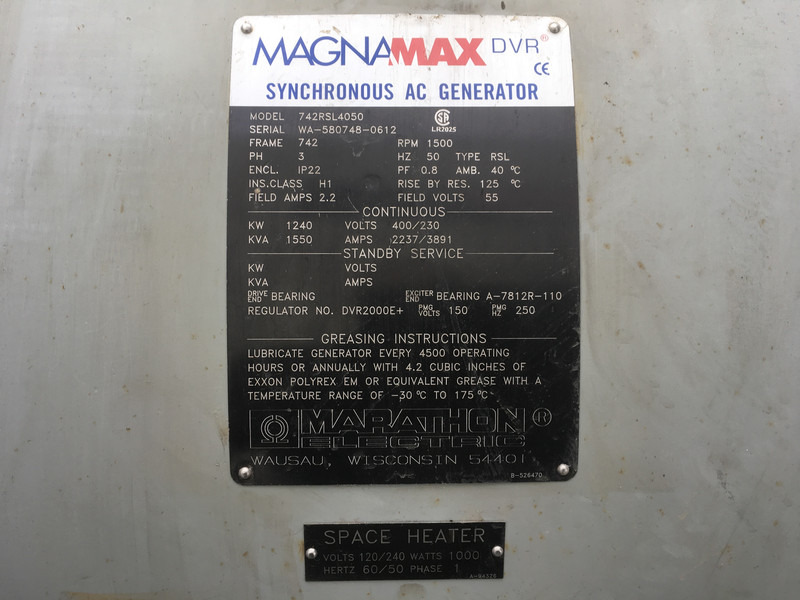 MAGNAMAX DVR®
CE
SYNCHRONOUS AC GENERATOR
MODEL 742RSL4050
SERIAL WA-580748-0612
LR2025
FRAME 742 RPM 1500
PH 3 HZ 50 TYPE RSL
ENCL. IP22 PF 0.8 AMB. 40 °C
INS.CLASS H1 RISE BY RES. 125 °C
FIELD AMPS 2.2 FIELD VOLTS 55
CONTINUOUS
KW 1240 VOLTS 400/230
KVA 1550 AMPS 2237/3891
STANDBY SERVICE
KW VOLTS
KVA AMPS
DRIVE END BEARING EXCITER END BEARING A-7812R-110
REGULATOR NO. DVR2000E+ PMG VOLTS 150 PMG HZ 250
GREASING INSTRUCTIONS
LUBRICATE GENERATOR EVERY 4500 OPERATING
HOURS OR ANNUALLY WITH 4.2 CUBIC INCHES OF
EXXON POLYREX EM OR EQUIVALENT GREASE WITH A
TEMPERATURE RANGE OF -30 °C TO 175 °C.
MARATHON®
ELECTRIC
WAUSAU, WISCONSIN 54401
B-526470
SPACE HEATER
VOLTS 120/240 WATTS 1000
HERTZ 60/50 PHASE 1